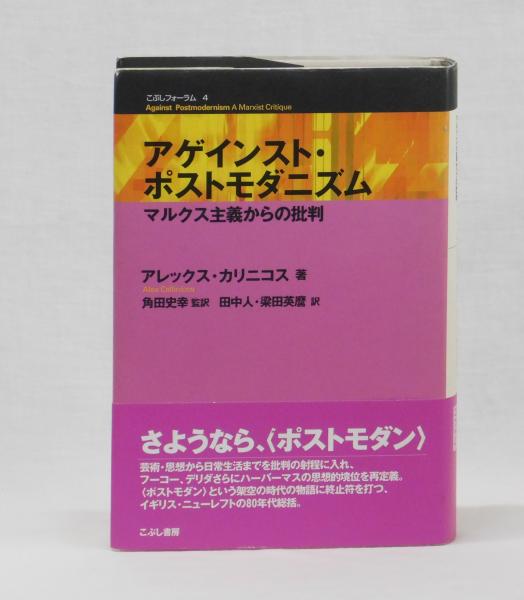 こぶしフォーラム 4
Against Postmodernism A Marxist Critique
アゲインスト・
ポストモダニズム
マルクス主義からの批判
アレックス・カリニコス 著
Alex Callinicos
角田史幸 監訳 田中人・梁田英麿 訳
さようなら、〈ポストモダン〉
芸術・思想から日常生活までを批判の射程に入れ、
フーコー、デリダさらにハーバーマスの思想的境位を再定義。
〈ポストモダン〉という架空の時代の物語に終止符を打つ、
イギリス・ニューレフトの80年代総括。
こぶし書房